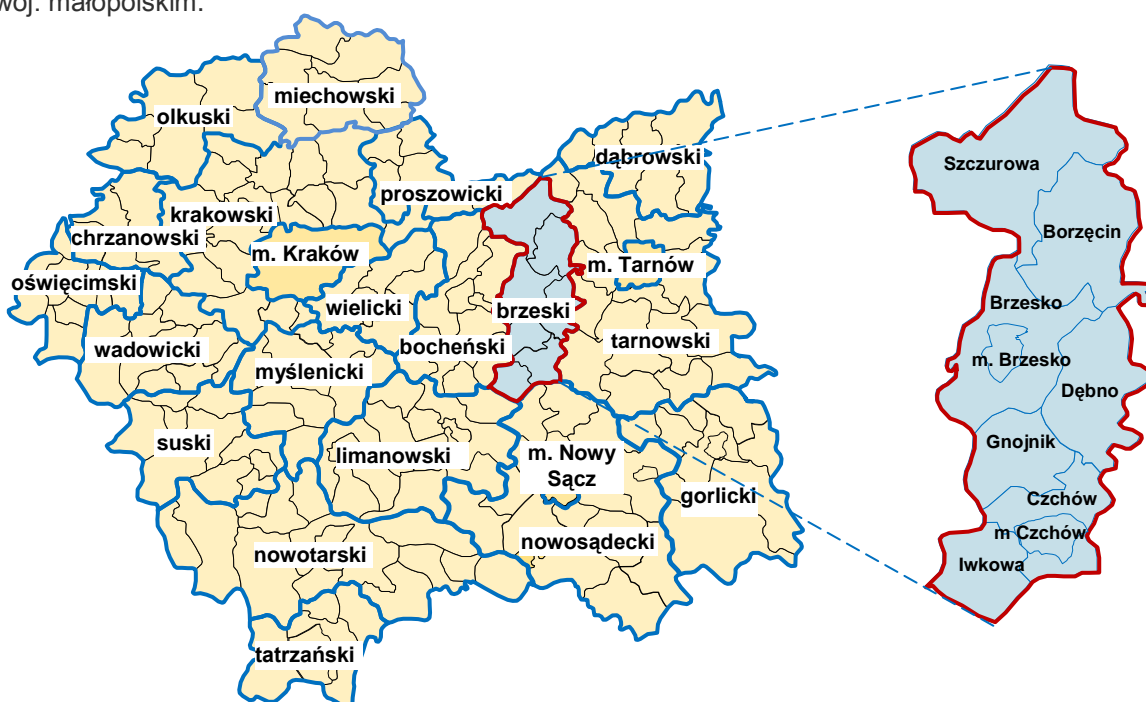 woj. małopolskim.
miechowski
olkuski
dąbrowski
proszowicki
krakowski
chrzanowski
m. Kraków
m. Tarnów
oświęcimski
wielicki
brzeski
wadowicki
bocheński
tarnowski
myślenicki
suski
limanowski
m. Nowy
Sącz
gorlicki
nowotarski
nowosądecki
tatrzański
Szczurowa
Borzęcin
Brzesko
m. Brzesko
Dębno
Gnojnik
Czchów
m Czchów
Iwkowa